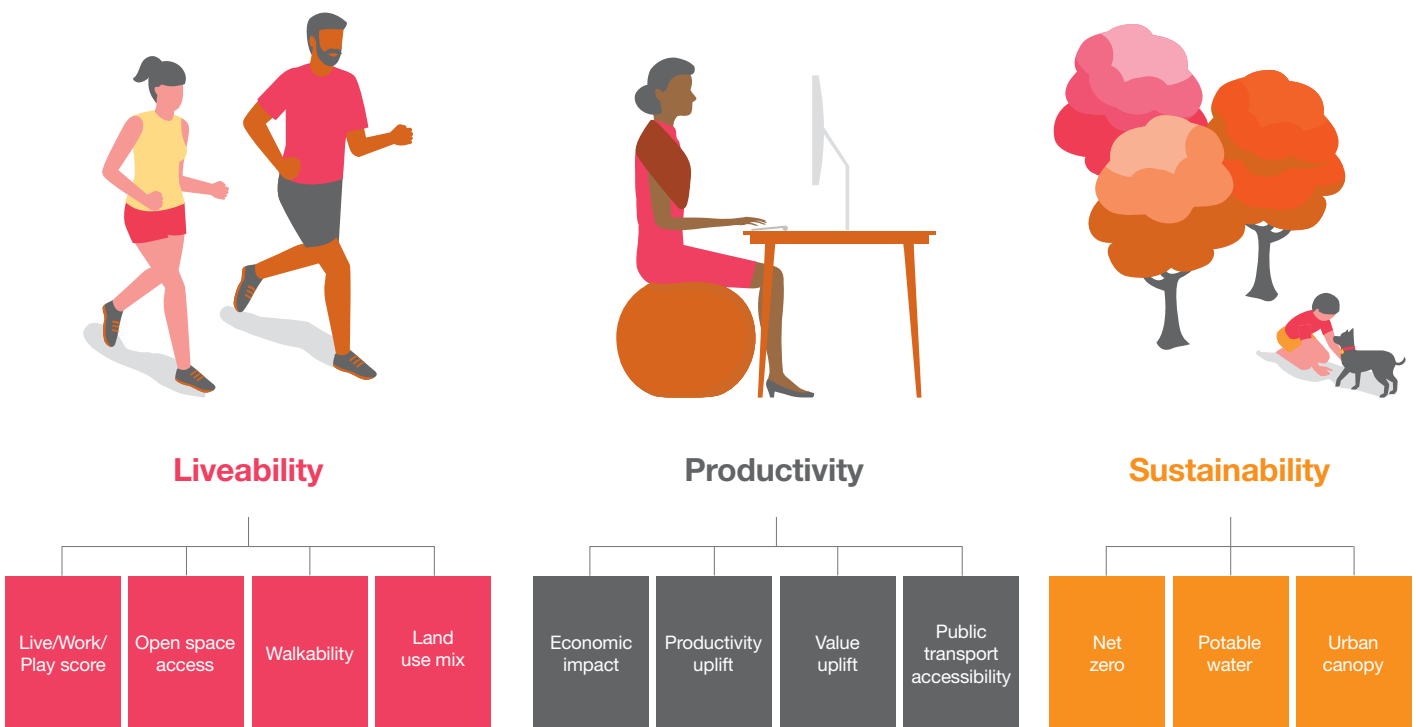 Liveability
Productivity
Sustainability
Live/Work/
Play score
Open space
access
Walkability
Land
use mix
Economic
impact
Productivity
uplift
Value
uplift
Public
transport
accessibility
Net
zero
Potable
water
Urban
canopy